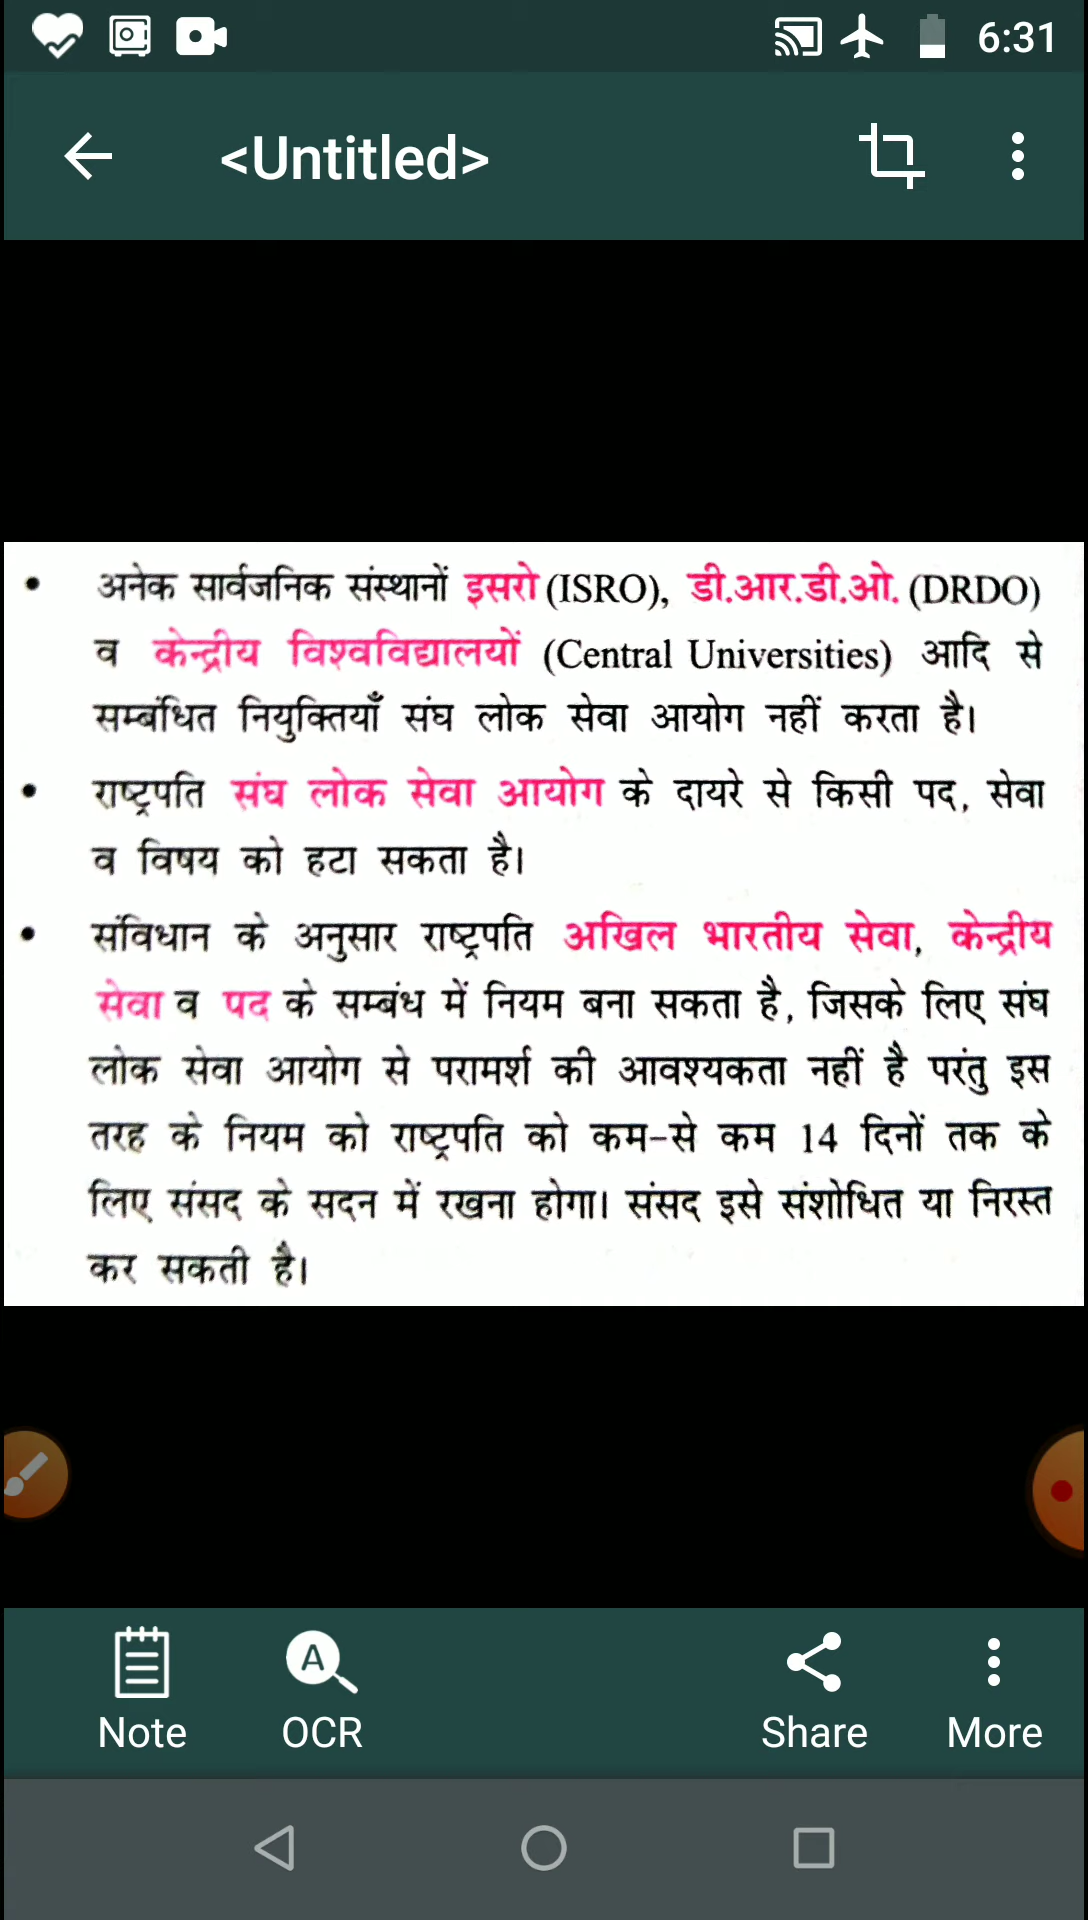 6:31
<Untitled>
• अनेक सार्वजनिक संस्थानों इसरो (ISRO), डी.आर.डी.ओ. (DRDO)
व केन्द्रीय विश्वविद्यालयों (Central Universities) आदि से
सम्बंधित नियुक्तियाँ संघ लोक सेवा आयोग नहीं करता है।
• राष्ट्रपति संघ लोक सेवा आयोग के दायरे से किसी पद, सेवा
व विषय को हटा सकता है।
• संविधान के अनुसार राष्ट्रपति अखिल भारतीय सेवा, केन्द्रीय
सेवा व पद के सम्बंध में नियम बना सकता है, जिसके लिए संघ
लोक सेवा आयोग से परामर्श की आवश्यकता नहीं है परंतु इस
तरह के नियम को राष्ट्रपति को कम-से कम 14 दिनों तक के
लिए संसद के सदन में रखना होगा। संसद इसे संशोधित या निरस्त
कर सकती है।
A
Note OCR Share More